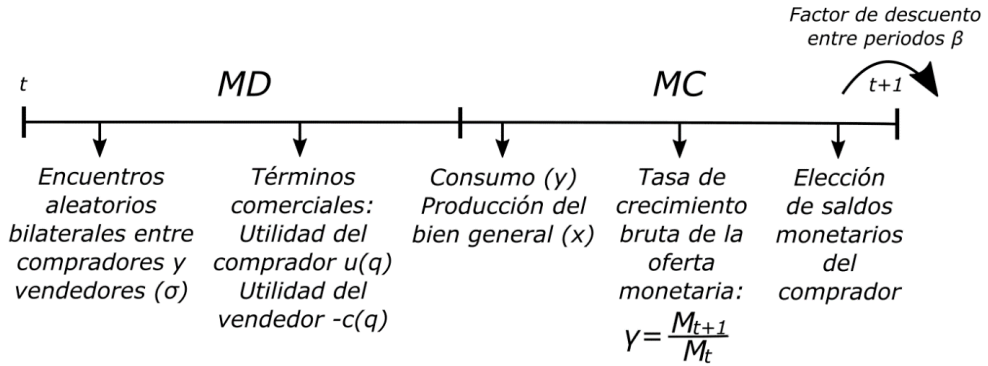 Factor de descuento
entre periodos β
t
MD
MC
t+1
Encuentros
aleatorios
bilaterales entre
compradores y
vendedores (σ)
Términos
comerciales:
Utilidad del
comprador u(q)
Utilidad del
vendedor -c(q)
Consumo (y)
Producción del
bien general (x)
Tasa de
crecimiento
bruta de la
oferta
monetaria:
γ = M_{t+1} / M_t
Elección
de saldos
monetarios
del
comprador